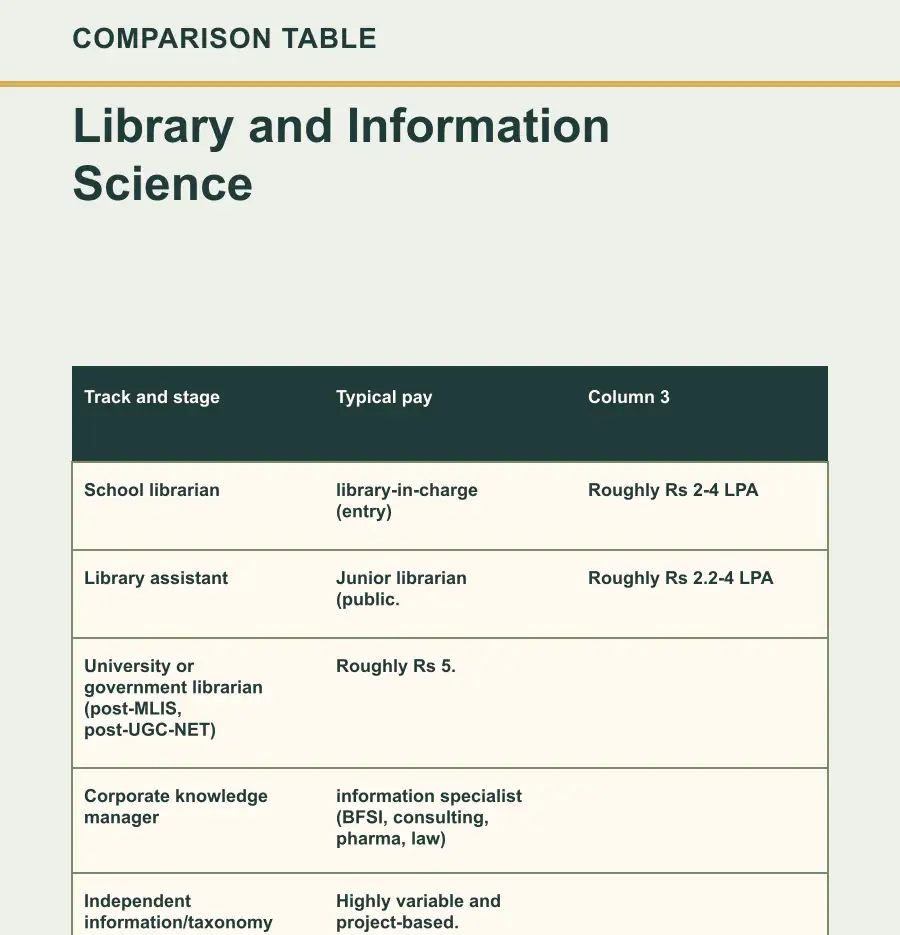 COMPARISON TABLE
Library and Information
Science
Track and stage
Typical pay
Column 3
School librarian
library-in-charge
(entry)
Roughly Rs 2-4 LPA
Library assistant
Junior librarian
(public.
Roughly Rs 2.2-4 LPA
University or
government librarian
(post-MLIS,
post-UGC-NET)
Roughly Rs 5.
Corporate knowledge
manager
information specialist
(BFSI, consulting,
pharma, law)
Independent
information/taxonomy
Highly variable and
project-based.